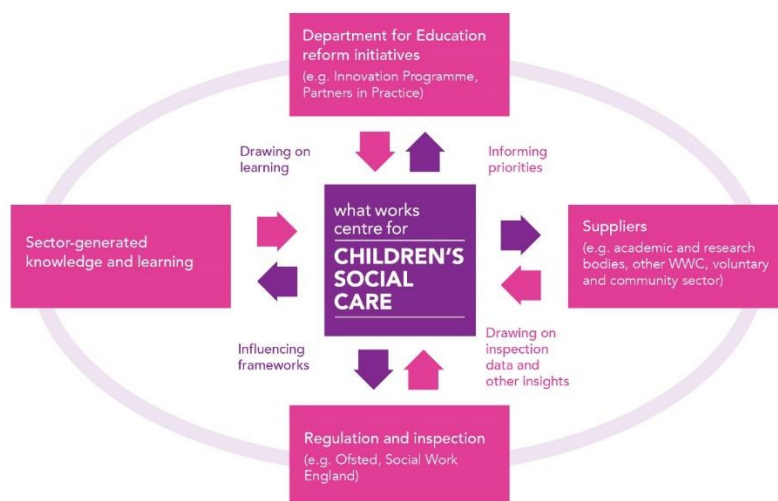 Department for Education
reform initiatives
(e.g. Innovation Programme,
Partners in Practice)
Drawing on
learning
Informing
priorities
Sector-generated
knowledge and learning
what works
centre for
CHILDREN'S
SOCIAL
CARE
Suppliers
(e.g. academic and research
bodies, other WWC, voluntary
and community sector)
Influencing
frameworks
Drawing on
inspection
data and
other insights
Regulation and inspection
(e.g. Ofsted, Social Work
England)